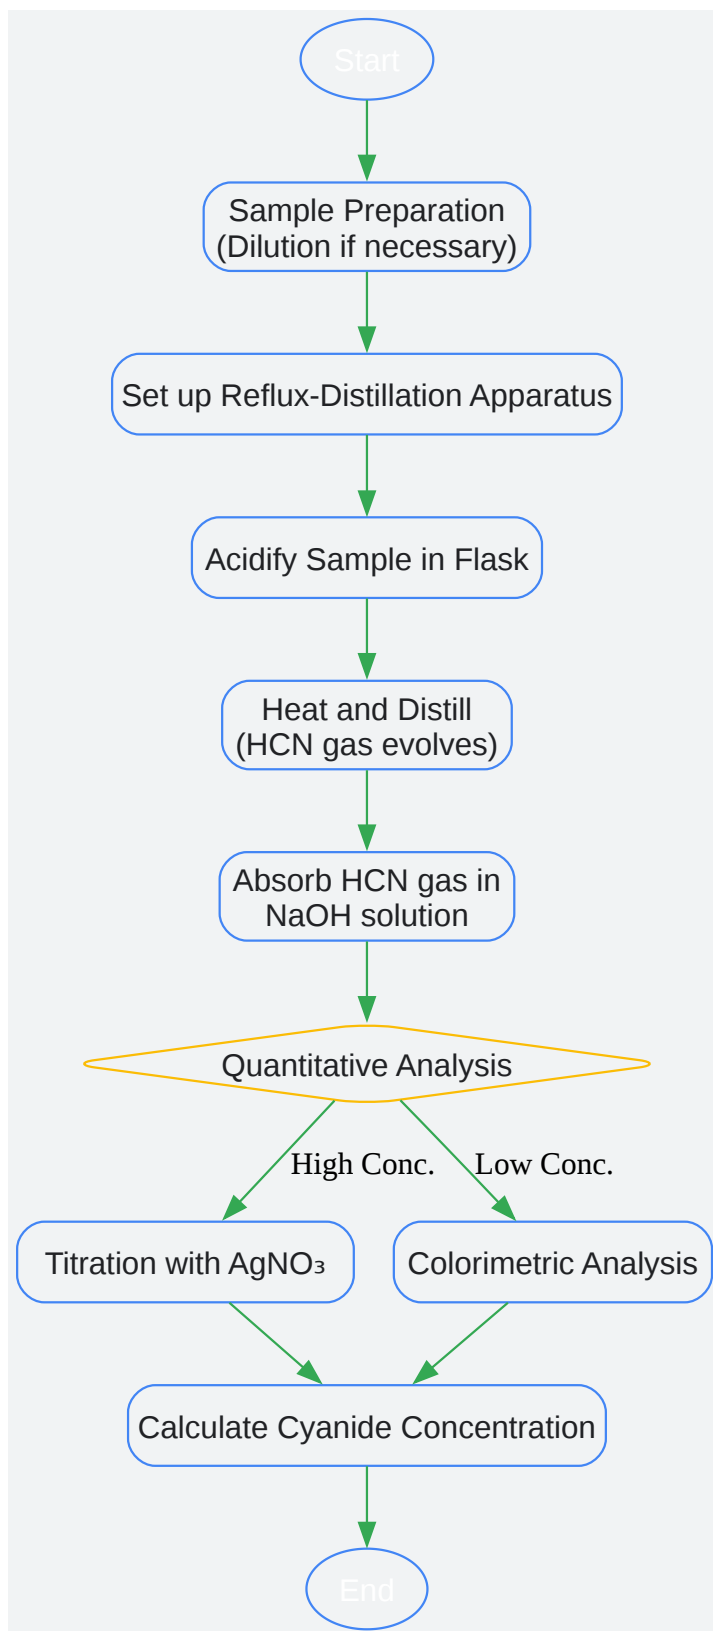 Start
Sample Preparation
(Dilution if necessary)
Set up Reflux-Distillation Apparatus
Acidify Sample in Flask
Heat and Distill
(HCN gas evolves)
Absorb HCN gas in
NaOH solution
Quantitative Analysis
High Conc.
Low Conc.
Titration with AgNO₃
Colorimetric Analysis
Calculate Cyanide Concentration
End